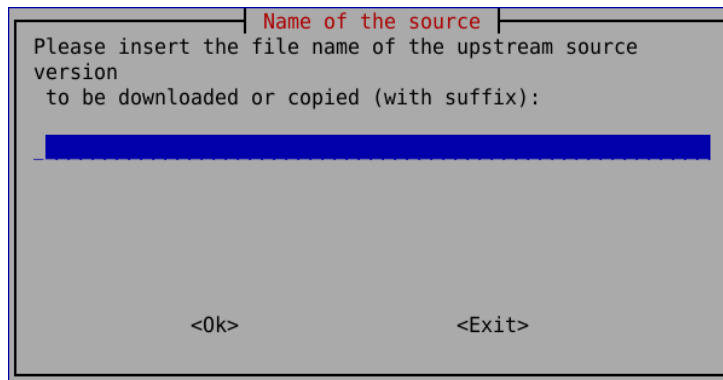 Name of the source
Please insert the file name of the upstream source
version
to be downloaded or copied (with suffix):
<Ok> <Exit>